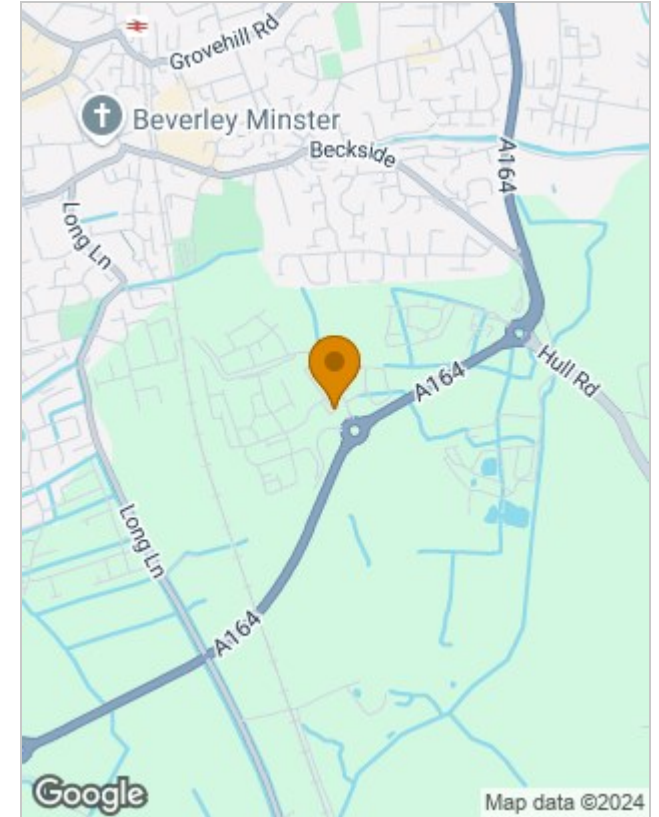 Grovehill Rd
Beverley Minster
Beckside
A164
Long Ln
A164
Hull Rd
Long Ln
A164
Google
Map data ©2024